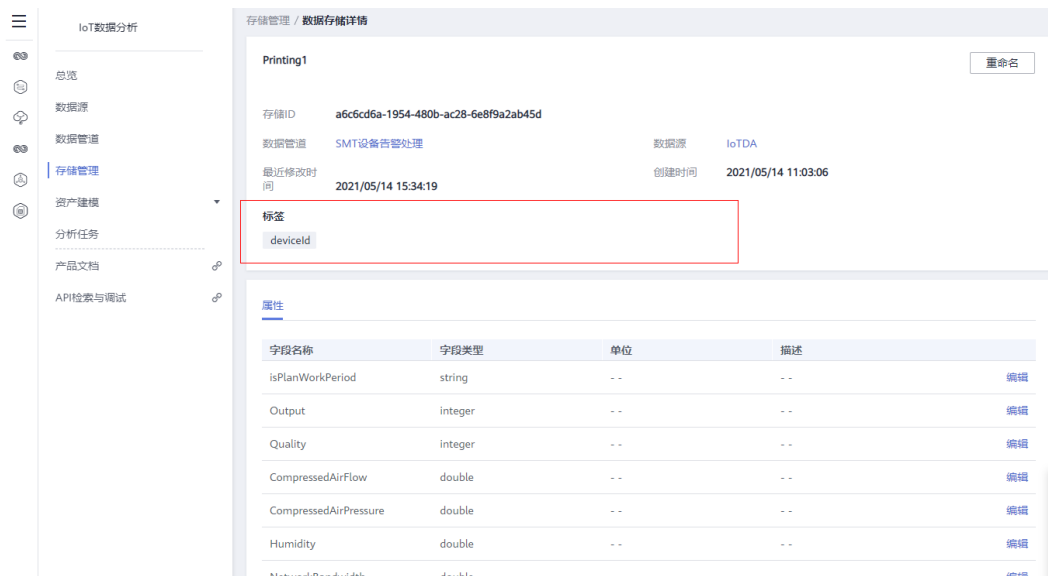 IoT数据分析
总览
数据源
数据管道
存储管理
资产建模
分析任务
产品文档
API检索与调试
存储管理 / 数据存储详情
Printing1
重命名
存储ID a6c6cd6a-1954-480b-ac28-6e8f9a2ab45d
数据管道 SMT设备告警处理 数据源 IoTDA
最近修改时间 2021/05/14 15:34:19 创建时间 2021/05/14 11:03:06
标签
deviceId
属性
字段名称 字段类型 单位 描述
isPlanWorkPeriod string - - - - 编辑
Output integer - - - - 编辑
Quality integer - - - - 编辑
CompressedAirFlow double - - - - 编辑
CompressedAirPressure double - - - - 编辑
Humidity double - - - - 编辑
NetworkBandwidth double 编辑